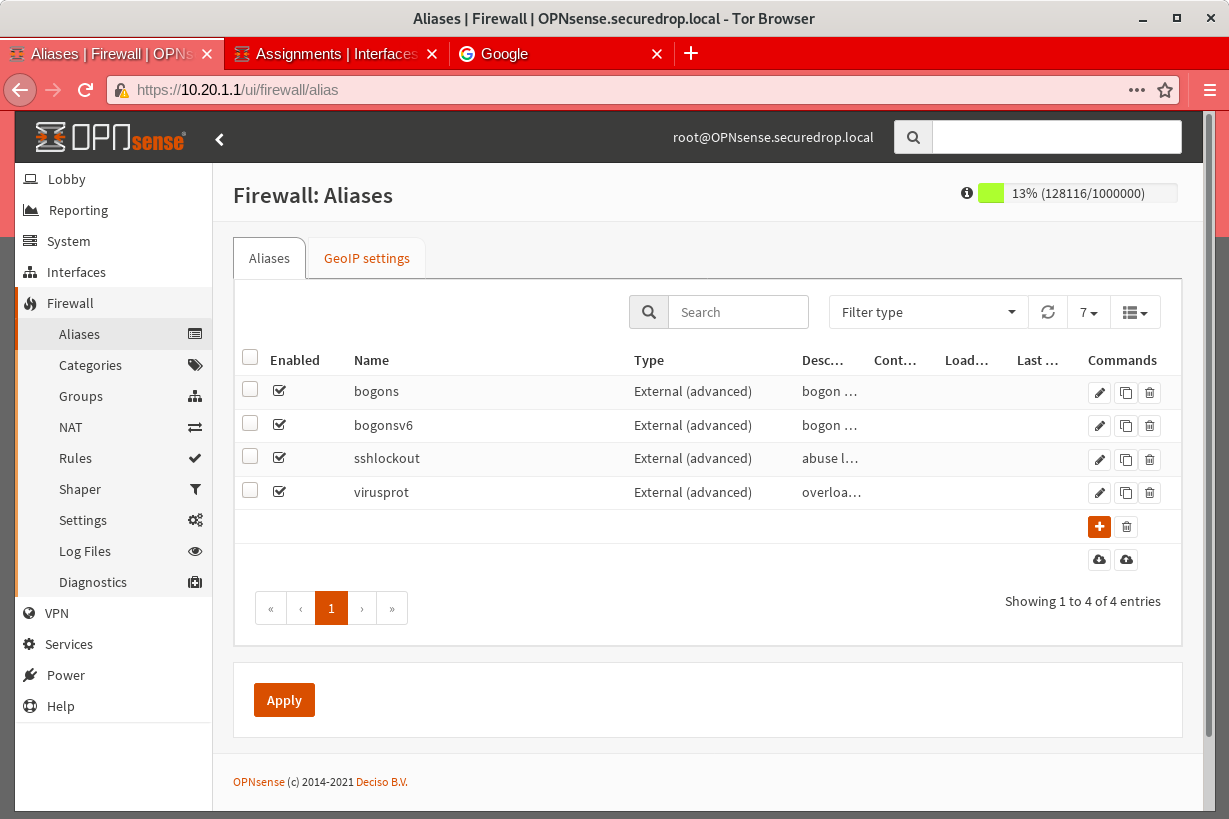 Aliases | Firewall | OPNsense.securedrop.local - Tor Browser
Aliases | Firewall | OPNs
Assignments | Interfaces
Google
https://10.20.1.1/ui/firewall/alias
OPNsense
root@OPNsense.securedrop.local
Lobby
Reporting
System
Interfaces
Firewall
Aliases
Categories
Groups
NAT
Rules
Shaper
Settings
Log Files
Diagnostics
VPN
Services
Power
Help
Firewall: Aliases
13% (128116/1000000)
Aliases
GeoIP settings
Search
Filter type
7
Enabled Name Type Desc… Cont… Load… Last … Commands
bogons External (advanced) bogon …
bogonsv6 External (advanced) bogon …
sshlockout External (advanced) abuse l…
virusprot External (advanced) overloa…
« ‹ 1 › »
Showing 1 to 4 of 4 entries
Apply
OPNsense (c) 2014-2021 Deciso B.V.